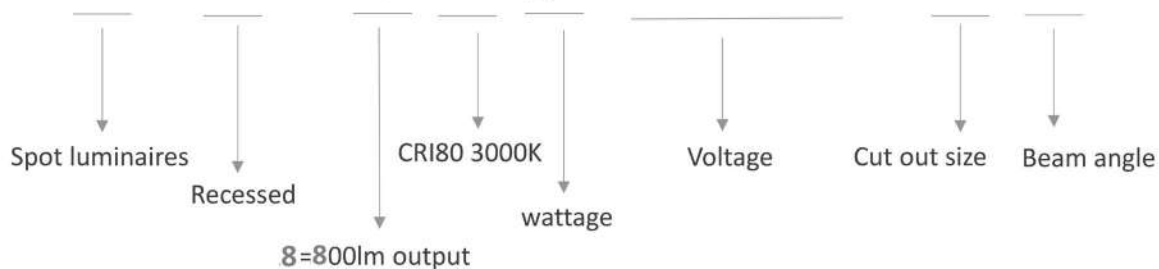 Spot luminaires
Recessed
8=800lm output
CRI80 3000K
wattage
Voltage
Cut out size
Beam angle